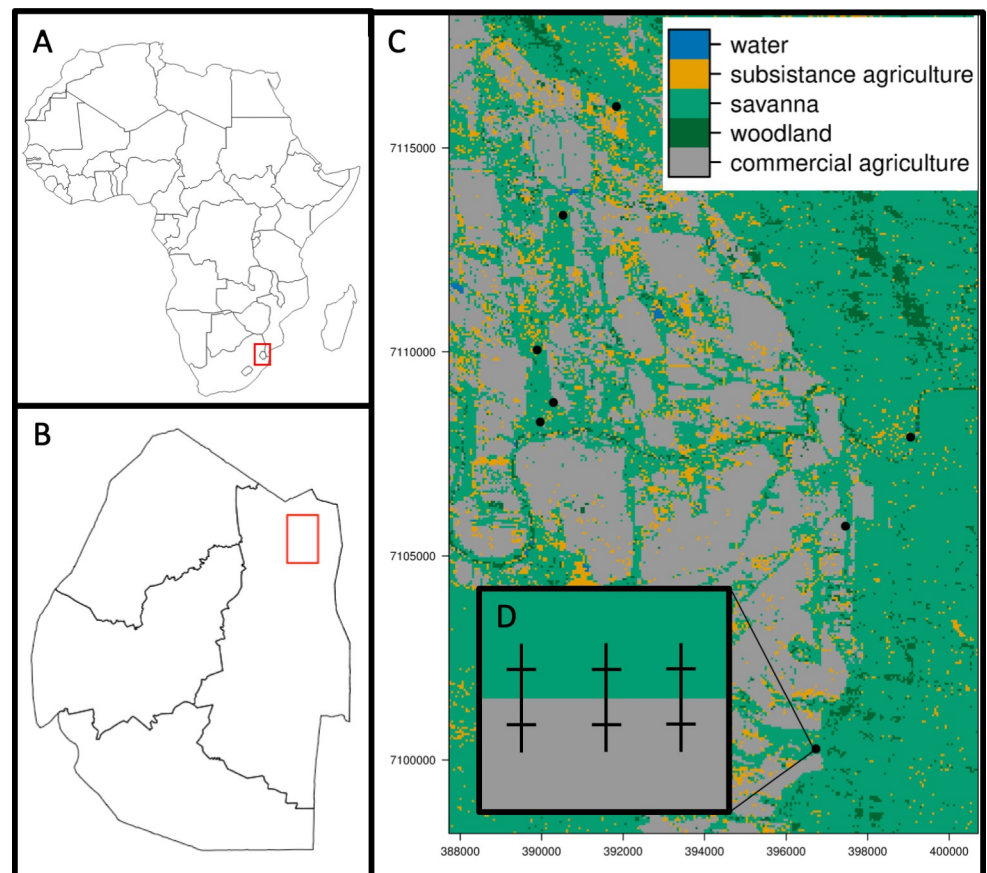 A
B
C
water
subsistance agriculture
savanna
woodland
commercial agriculture
7115000
7110000
7105000
7100000
D
388000 390000 392000 394000 396000 398000 400000